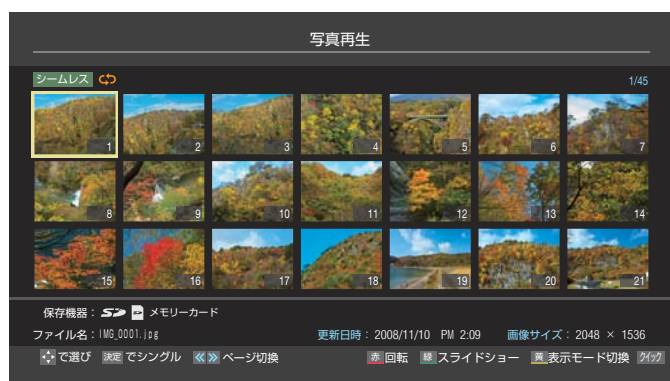 写真再生
シームレス 1/45
1 2 3 4 5 6 7
8 9 10 11 12 13 14
15 16 17 18 19 20 21
保存機器：SD メモリーカード
ファイル名：IMG_0001.jpg 更新日時：2008/11/10 PM 2:09 画像サイズ：2048 × 1536
で選び 決定 でシングル ≪≫ ページ切換 赤 回転 緑 スライドショー 黄 表示モード切換 クイック